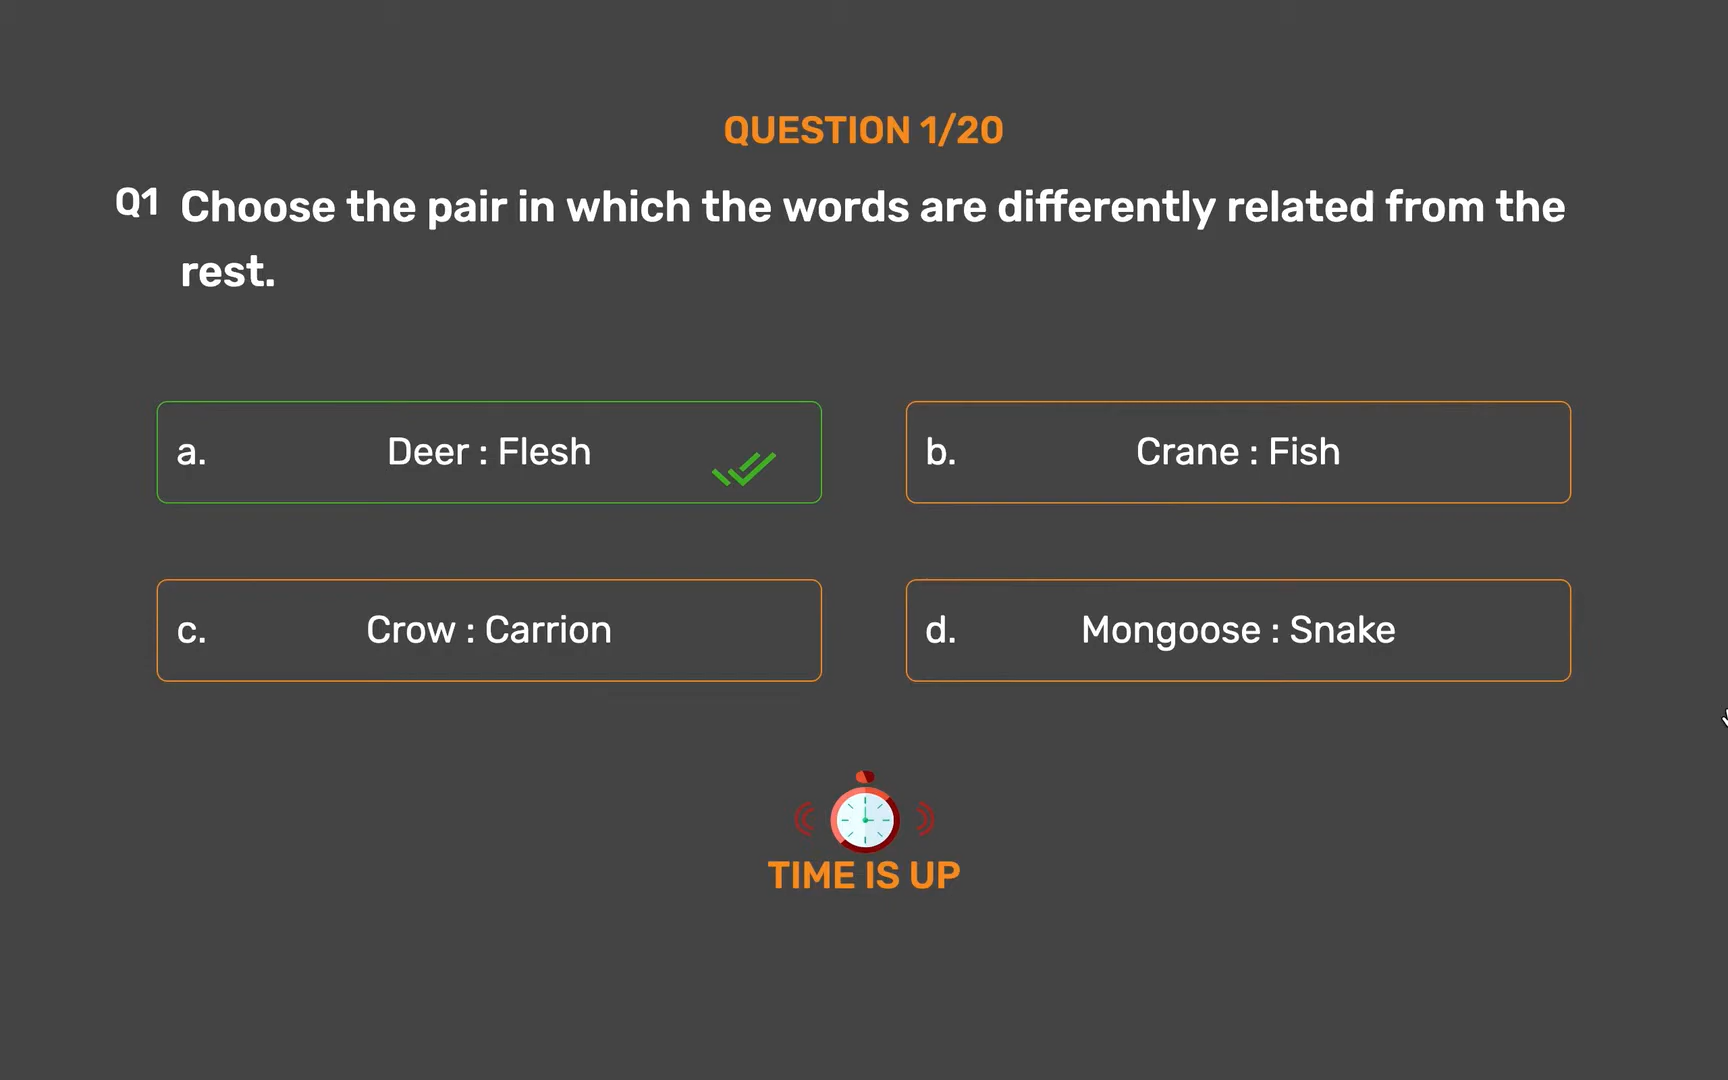 QUESTION 1/20
Q1 Choose the pair in which the words are differently related from the
rest.
a. Deer : Flesh
b. Crane : Fish
c. Crow : Carrion
d. Mongoose : Snake
TIME IS UP